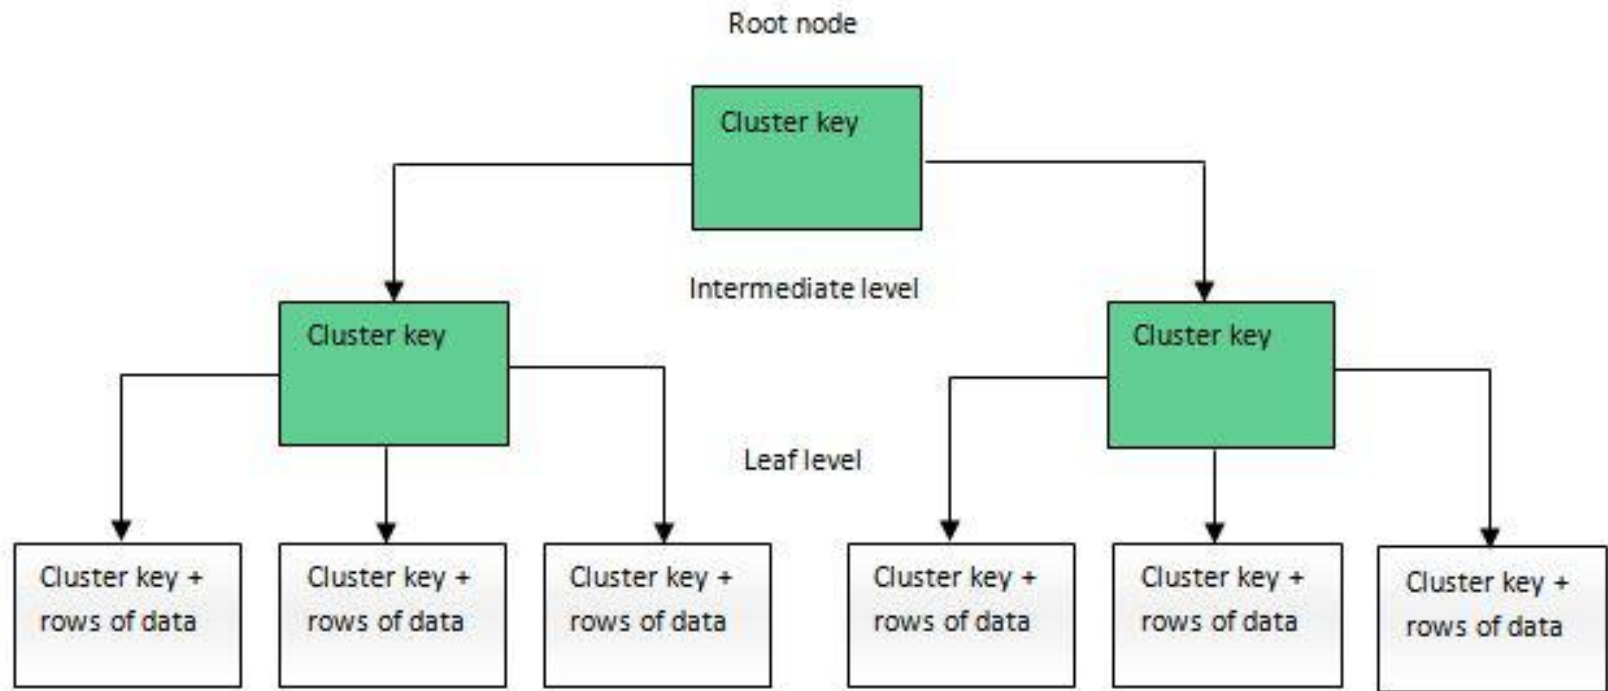 Root node
Cluster key
Intermediate level
Cluster key
Cluster key
Leaf level
Cluster key +
rows of data
Cluster key +
rows of data
Cluster key +
rows of data
Cluster key +
rows of data
Cluster key +
rows of data
Cluster key +
rows of data